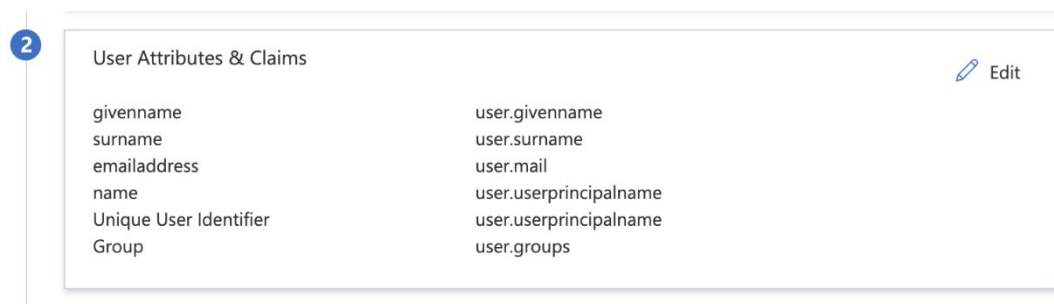 2
User Attributes & Claims
Edit
givenname user.givenname
surname user.surname
emailaddress user.mail
name user.userprincipalname
Unique User Identifier user.userprincipalname
Group user.groups